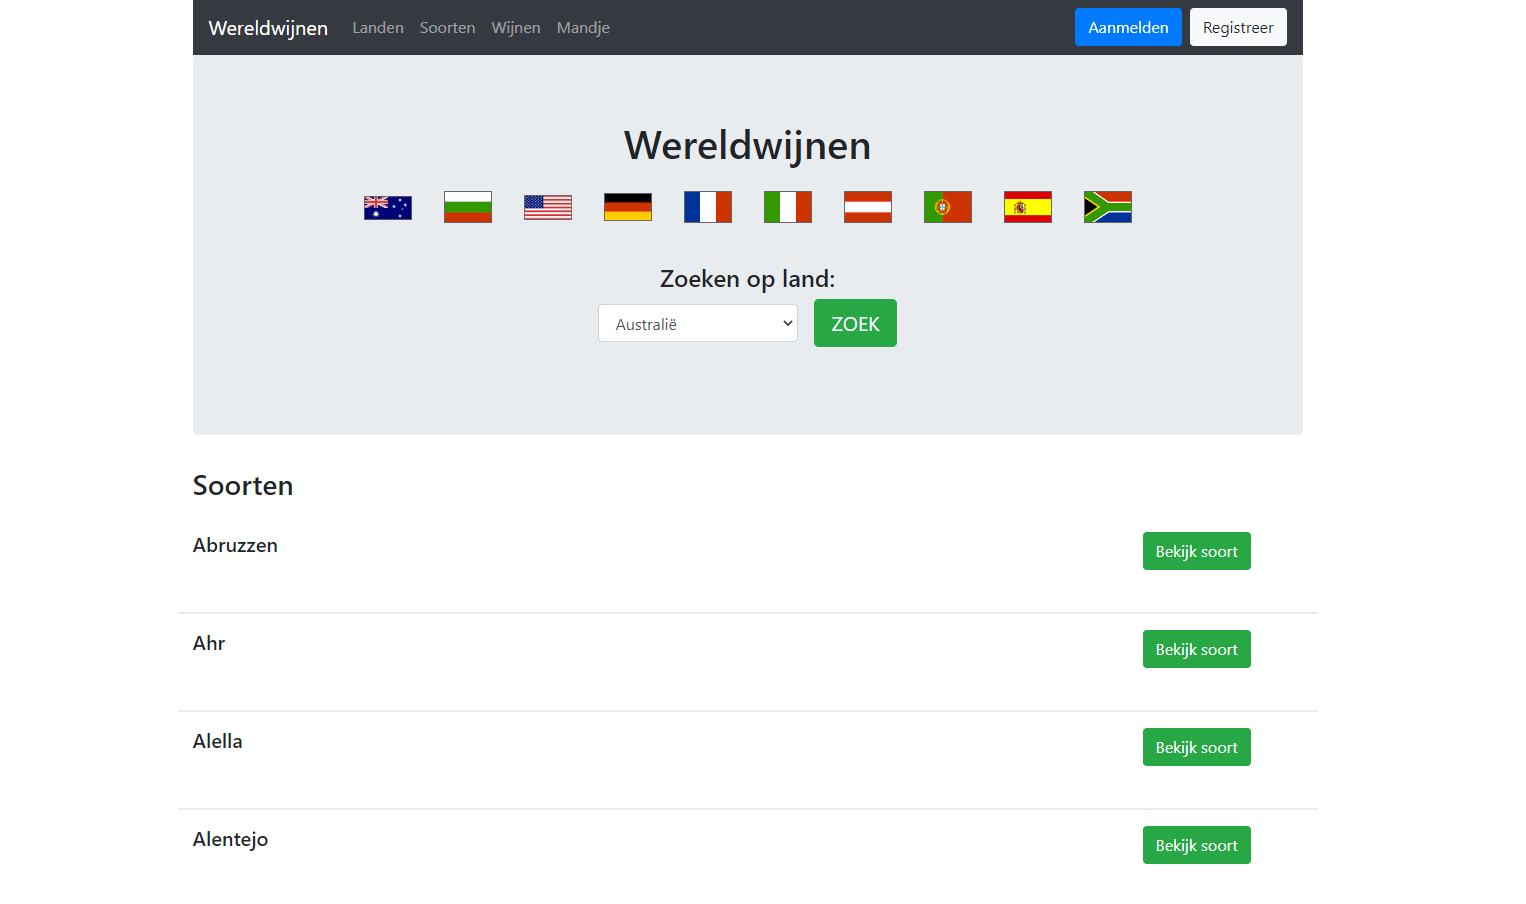 Wereldwijnen Landen Soorten Wijnen Mandje Aanmelden Registreer
Wereldwijnen
Zoeken op land:
Australië ZOEK
Soorten
Abruzzen Bekijk soort
Ahr Bekijk soort
Alella Bekijk soort
Alentejo Bekijk soort